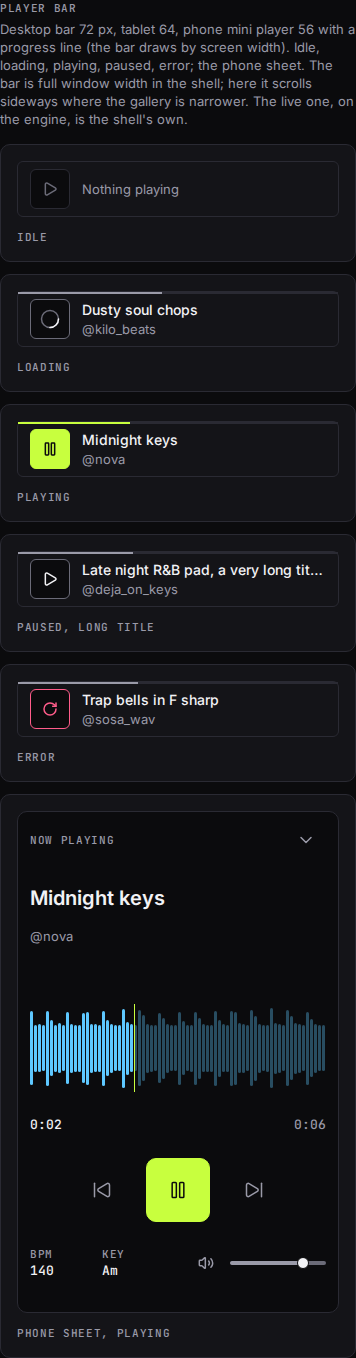 PLAYER BAR
Desktop bar 72 px, tablet 64, phone mini player 56 with a
progress line (the bar draws by screen width). Idle,
loading, playing, paused, error; the phone sheet. The
bar is full window width in the shell; here it scrolls
sideways where the gallery is narrower. The live one, on
the engine, is the shell's own.
Nothing playing
IDLE
Dusty soul chops
@kilo_beats
LOADING
Midnight keys
@nova
PLAYING
Late night R&B pad, a very long tit...
@deja_on_keys
PAUSED, LONG TITLE
Trap bells in F sharp
@sosa_wav
ERROR
NOW PLAYING
Midnight keys
@nova
0:02 0:06
BPM KEY
140 Am
PHONE SHEET, PLAYING